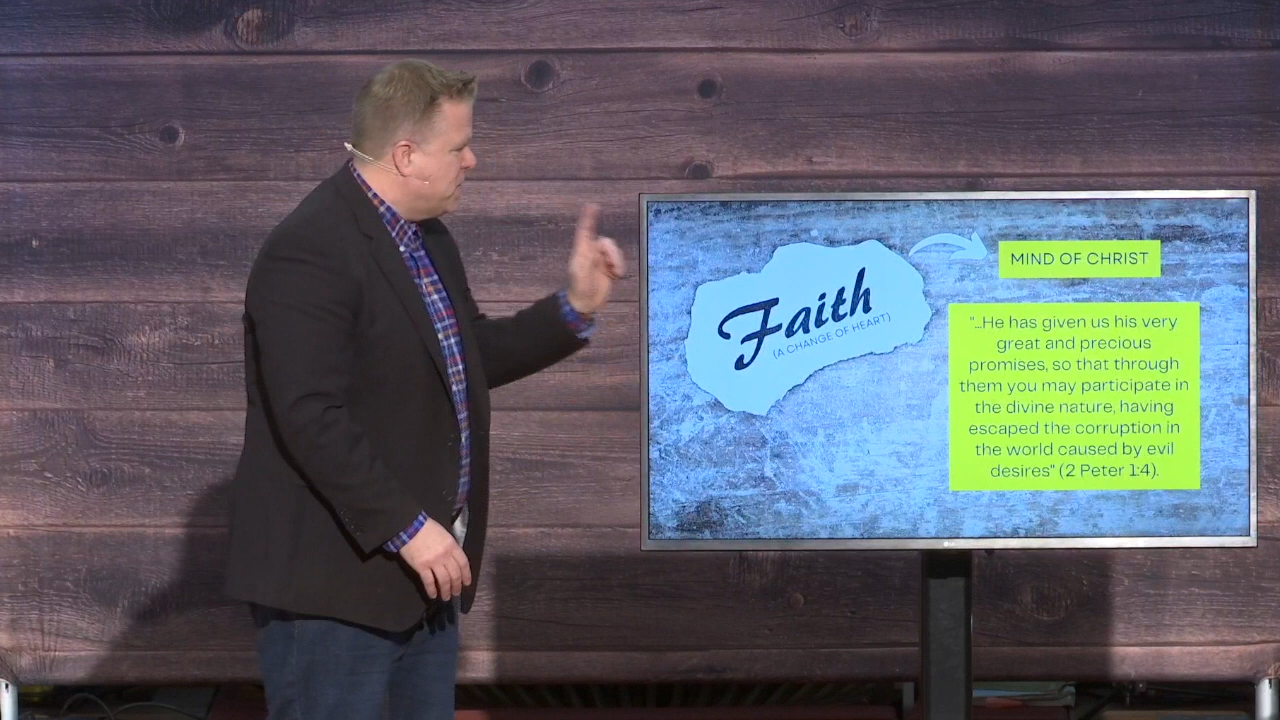 Faith
(A CHANGE OF HEART)
MIND OF CHRIST
"...He has given us his very
great and precious
promises, so that through
them you may participate in
the divine nature, having
escaped the corruption in
the world caused by evil
desires" (2 Peter 1:4).
LG